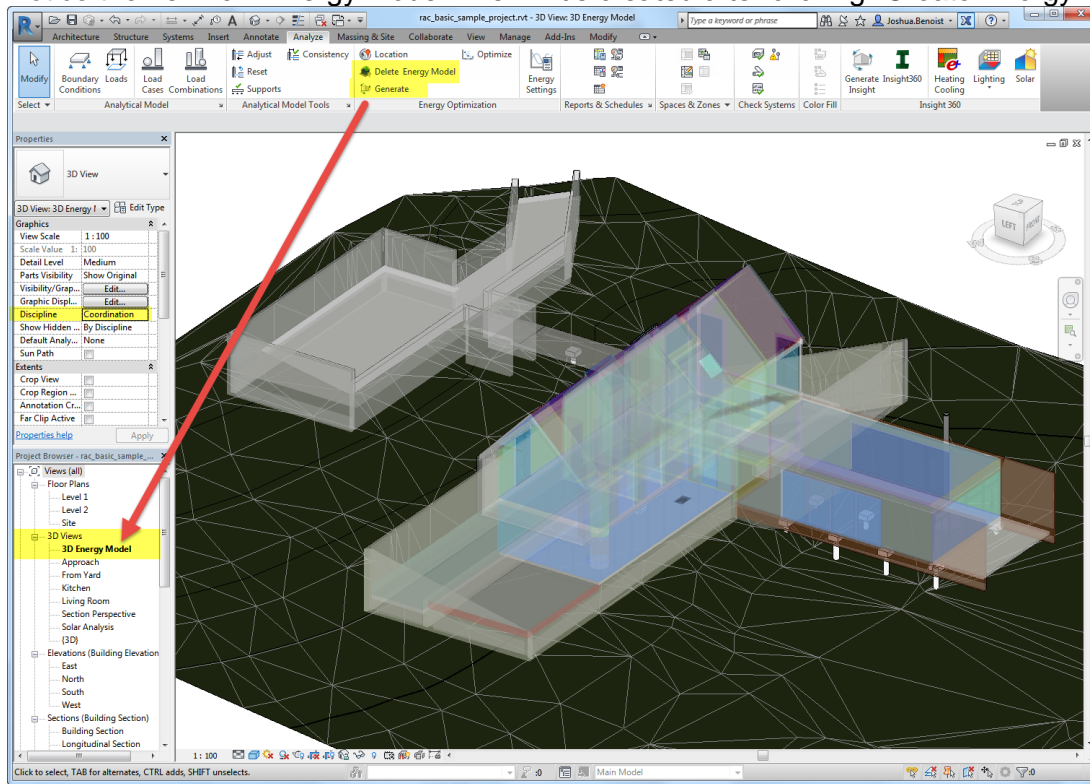 rac_basic_sample_project.rvt - 3D View: 3D Energy Model
Type a keyword or phrase
Joshua.Benoist
Architecture Structure Systems Insert Annotate Analyze Massing & Site Collaborate View Manage Add-Ins Modify
Modify
Boundary Conditions
Loads
Load Cases
Load Combinations
Adjust
Reset
Supports
Consistency
Location
Delete Energy Model
Generate
Optimize
Energy Settings
Generate Insight
Insight360
Heating Cooling
Lighting
Solar
Select
Analytical Model
Analytical Model Tools
Energy Optimization
Reports & Schedules
Spaces & Zones
Check Systems
Color Fill
Insight 360
Properties
3D View
3D View: 3D Energy M
Edit Type
Graphics
View Scale 1 : 100
Scale Value 1: 100
Detail Level Medium
Parts Visibility Show Original
Visibility/Grap... Edit...
Graphic Displ... Edit...
Discipline Coordination
Show Hidden ... By Discipline
Default Analy... None
Sun Path
Extents
Crop View
Crop Region ...
Annotation Cr...
Far Clip Active
Properties help
Apply
Project Browser - rac_basic_sample_...
Views (all)
Floor Plans
Level 1
Level 2
Site
3D Views
3D Energy Model
Approach
From Yard
Kitchen
Living Room
Section Perspective
Solar Analysis
{3D}
Elevations (Building Elevation
East
North
South
West
Sections (Building Section)
Building Section
Longitudinal Section
LEFT
1 : 100
Click to select, TAB for alternates, CTRL adds, SHIFT unselects.
:0
Main Model
:0